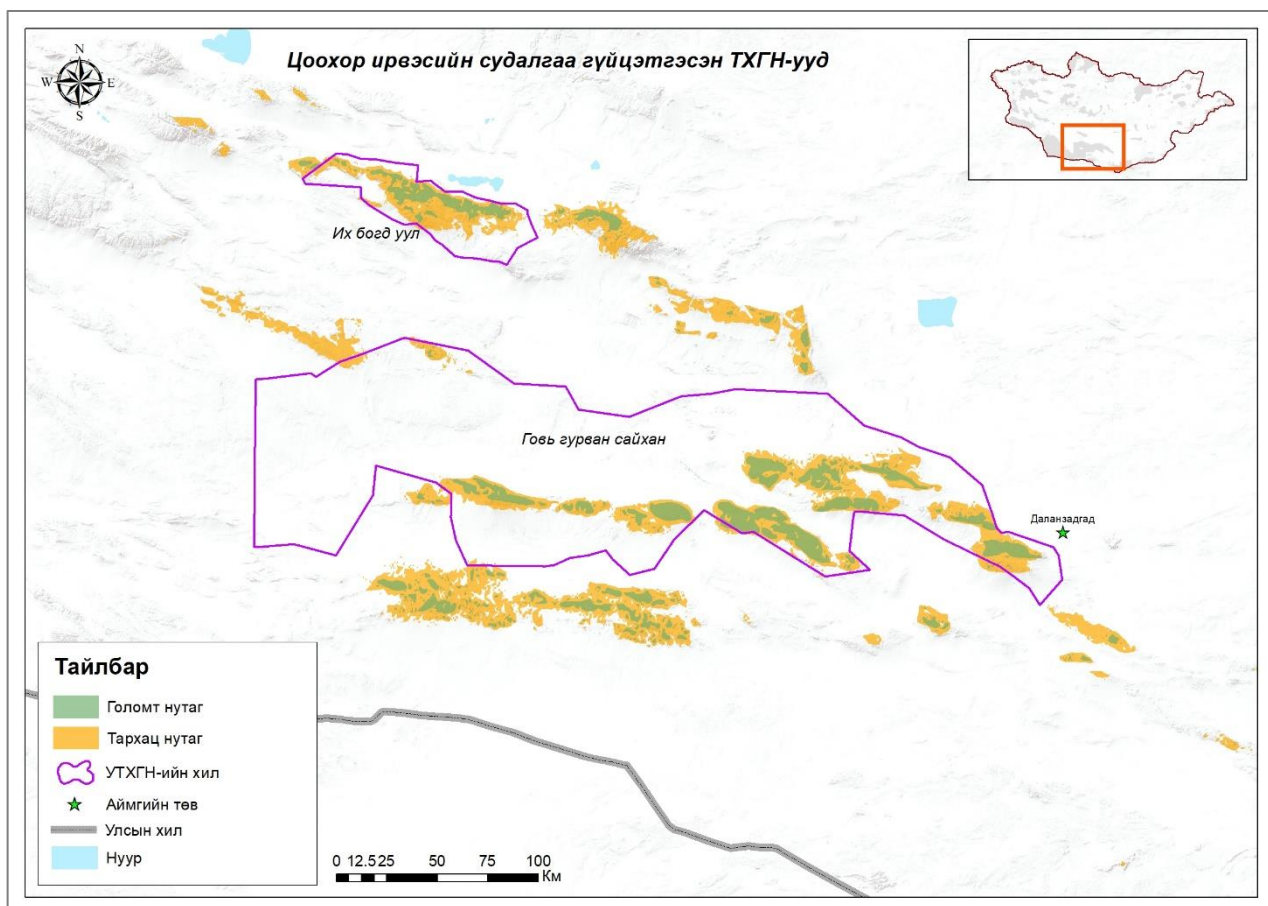 Цоохор ирвэсийн судалгаа гүйцэтгэсэн ТХГН-ууд
N
W E
S
Их богд уул
Говь гурван сайхан
Даланзадгад
Тайлбар
Голомт нутаг
Тархац нутаг
УТХГН-ийн хил
Аймгийн төв
Улсын хил
Нуур
0 12.5 25 50 75 100
Км